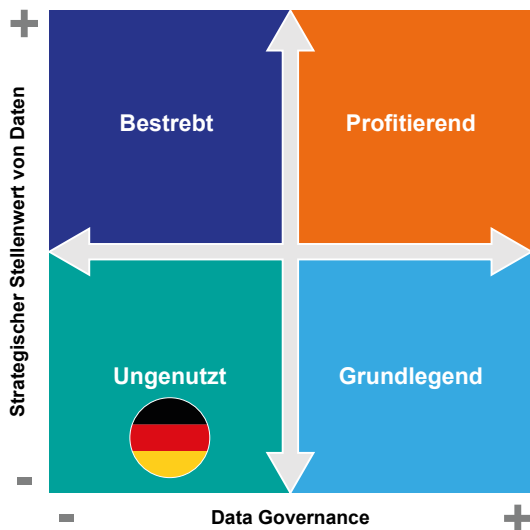 +
Strategischer Stellenwert von Daten
Bestrebt
Profitierend
Ungenutzt
Grundlegend
-
-
Data Governance
+